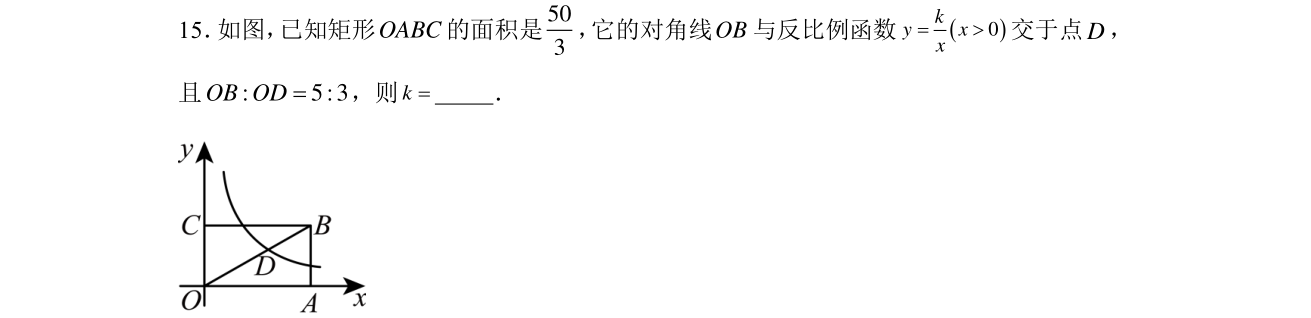 15．如图，已知矩形OABC的面积是50/3，它的对角线OB与反比例函数y=k/x(x>0)交于点D，
且OB:OD=5:3，则k=_____．
y
C
B
D
O
A
x